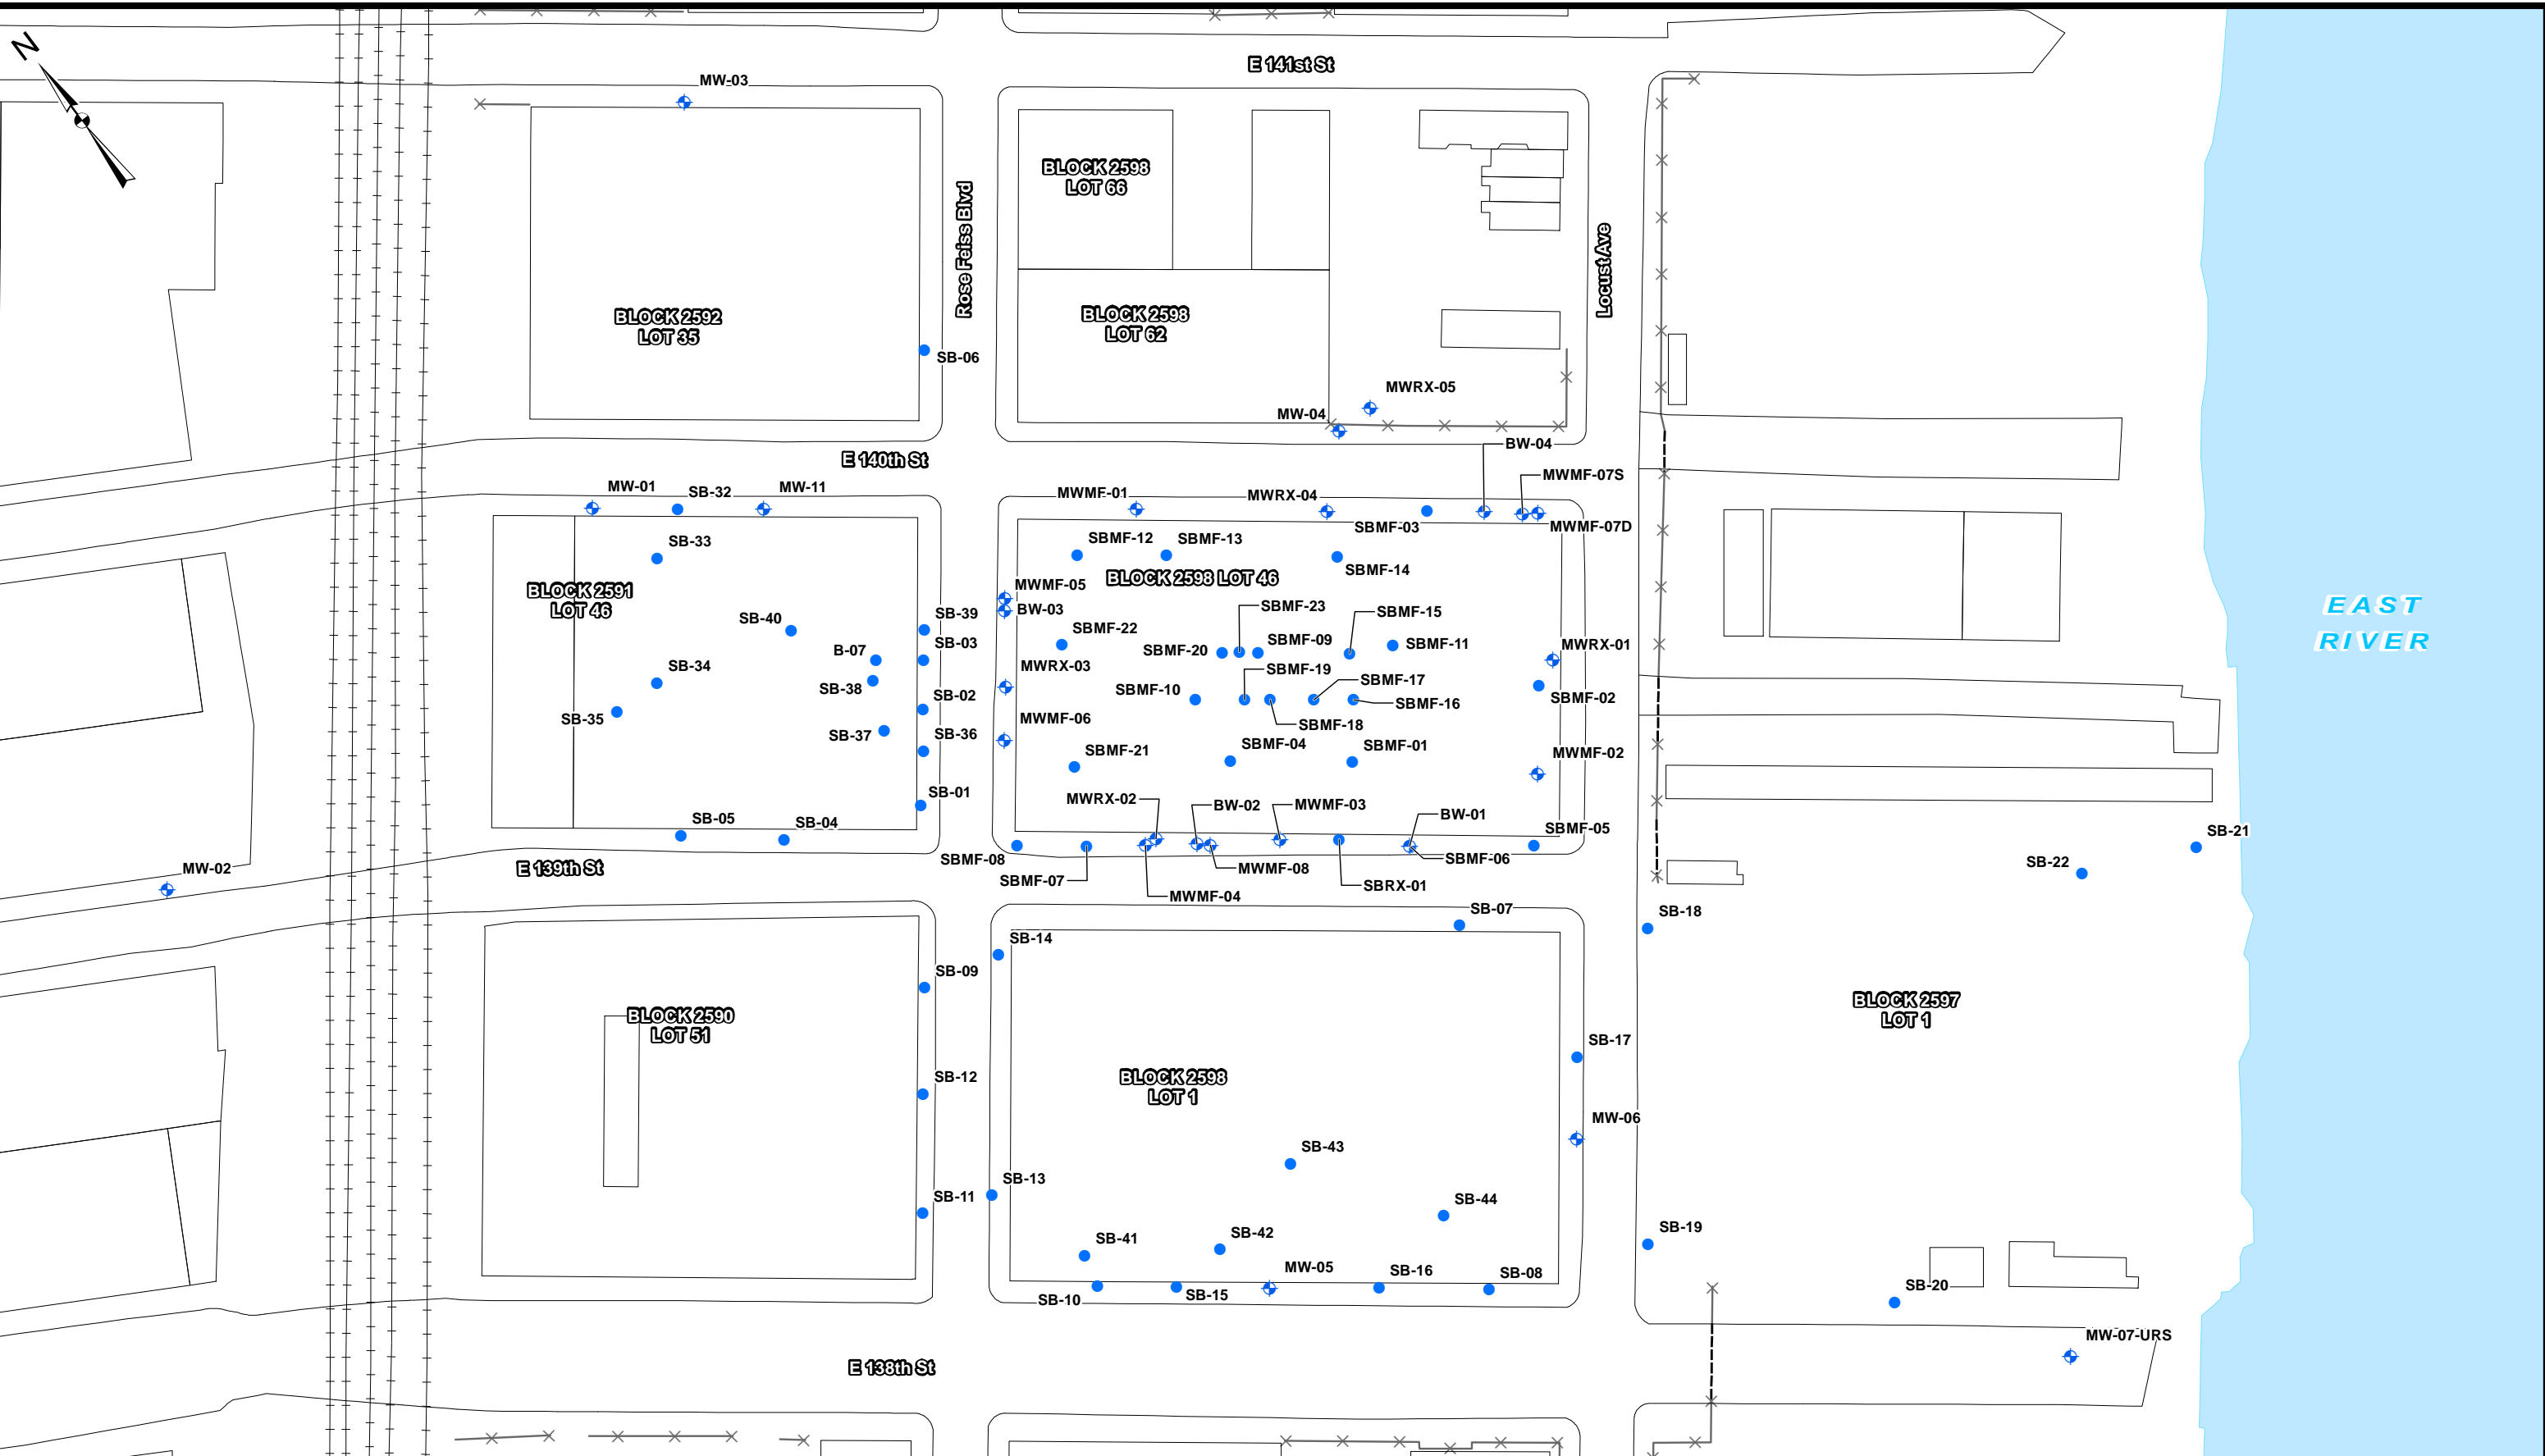 N
E 141st St
MW-03
BLOCK 2598
LOT 66
Rose Feiss Blvd
Locust Ave
BLOCK 2592
LOT 35
BLOCK 2598
LOT 62
SB-06
MWRX-05
MW-04
BW-04
E 140th St
MWMF-07S
MW-01
SB-32
MW-11
MWMF-01
MWRX-04
SBMF-03
MWMF-07D
SB-33
SBMF-12
SBMF-13
SBMF-14
BLOCK 2598 LOT 46
BLOCK 2591
LOT 46
MWMF-05
BW-03
SBMF-23
SBMF-15
EAST
RIVER
SB-40
SB-39
SB-03
SBMF-22
SBMF-20
SBMF-09
SBMF-11
MWRX-01
B-07
SB-34
SB-38
MWRX-03
SBMF-19
SBMF-17
SBMF-10
SBMF-16
SBMF-02
SB-02
SB-35
SB-37
SB-36
MWMF-06
SBMF-18
SBMF-21
SBMF-04
SBMF-01
MWMF-02
SB-01
MWRX-02
BW-02
MWMF-03
BW-01
SB-05
SB-04
SBMF-05
SB-21
SBMF-08
SBMF-06
SB-22
MW-02
E 139th St
SBMF-07
MWMF-08
SBRX-01
MWMF-04
SB-07
SB-18
SB-14
SB-09
BLOCK 2597
LOT 1
BLOCK 2590
LOT 51
SB-17
SB-12
BLOCK 2598
LOT 1
MW-06
SB-43
SB-13
SB-11
SB-44
SB-19
SB-41
SB-42
MW-05
SB-16
SB-08
SB-20
SB-10
SB-15
MW-07-URS
E 138th St